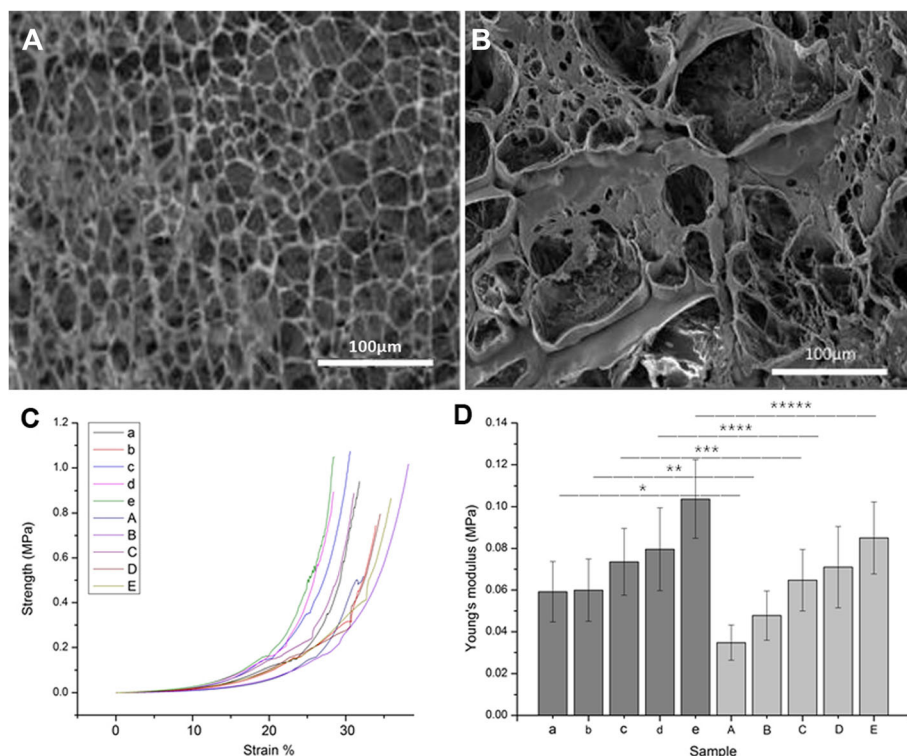 A
B
100μm
100μm
C
Strength (MPa)
1.2
1.0
0.8
0.6
0.4
0.2
0.0
a
b
c
d
e
A
B
C
D
E
0
10
20
30
Strain %
D
Young's modulus (MPa)
0.14
0.12
0.10
0.08
0.06
0.04
0.02
0.00
*****
****
***
**
*
a b c d e A B C D E
Sample